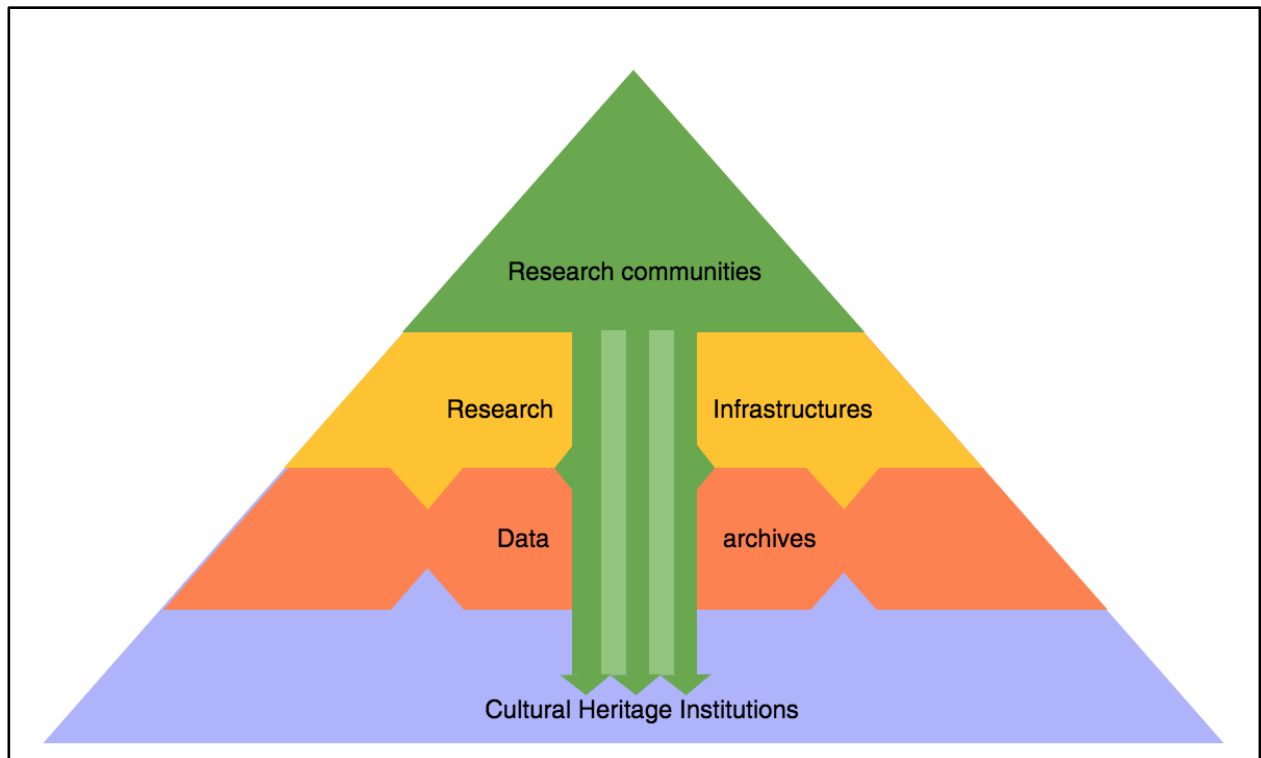 Research communities
Research Infrastructures
Data archives
Cultural Heritage Institutions